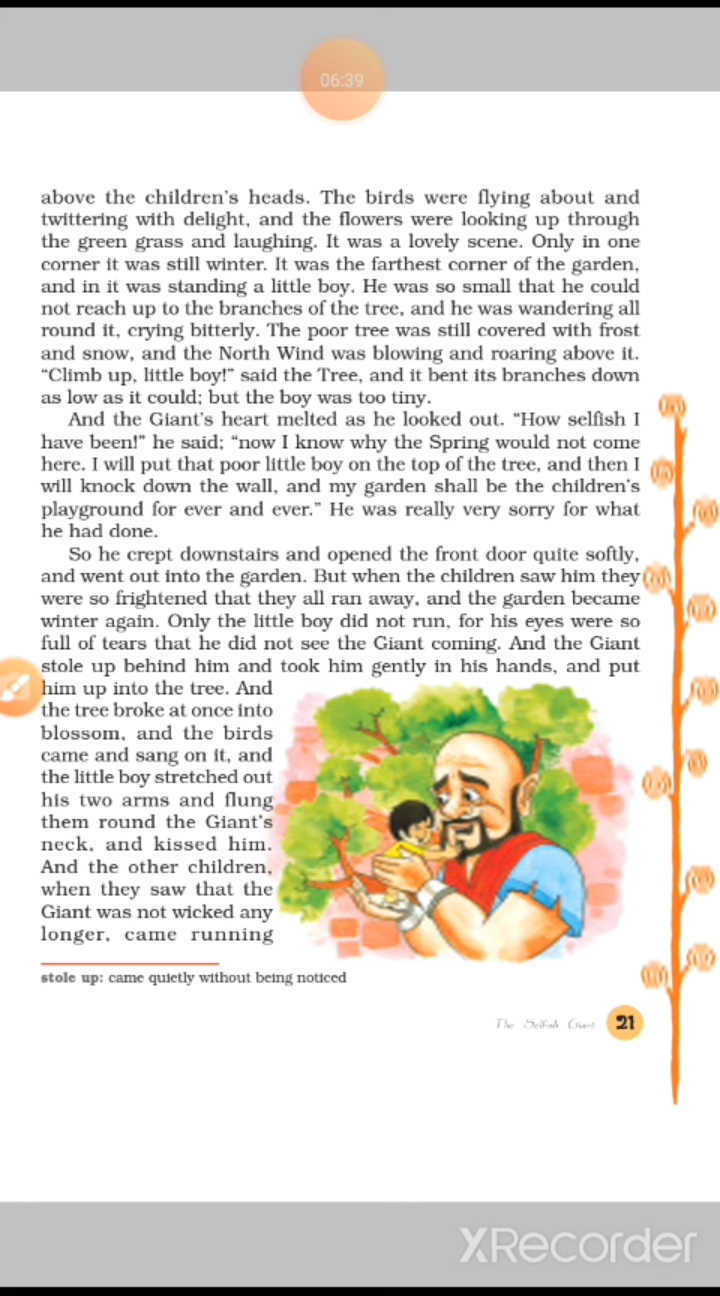 06:39
above the children's heads. The birds were flying about and
twittering with delight, and the flowers were looking up through
the green grass and laughing. It was a lovely scene. Only in one
corner it was still winter. It was the farthest corner of the garden,
and in it was standing a little boy. He was so small that he could
not reach up to the branches of the tree, and he was wandering all
round it, crying bitterly. The poor tree was still covered with frost
and snow, and the North Wind was blowing and roaring above it.
“Climb up, little boy!” said the Tree, and it bent its branches down
as low as it could; but the boy was too tiny.
And the Giant's heart melted as he looked out. “How selfish I
have been!” he said; “now I know why the Spring would not come
here. I will put that poor little boy on the top of the tree, and then I
will knock down the wall, and my garden shall be the children's
playground for ever and ever.” He was really very sorry for what
he had done.
So he crept downstairs and opened the front door quite softly,
and went out into the garden. But when the children saw him they
were so frightened that they all ran away, and the garden became
winter again. Only the little boy did not run, for his eyes were so
full of tears that he did not see the Giant coming. And the Giant
stole up behind him and took him gently in his hands, and put
him up into the tree. And
the tree broke at once into
blossom, and the birds
came and sang on it, and
the little boy stretched out
his two arms and flung
them round the Giant's
neck, and kissed him.
And the other children,
when they saw that the
Giant was not wicked any
longer, came running
stole up: came quietly without being noticed
The Selfish Giant 21
XRecorder